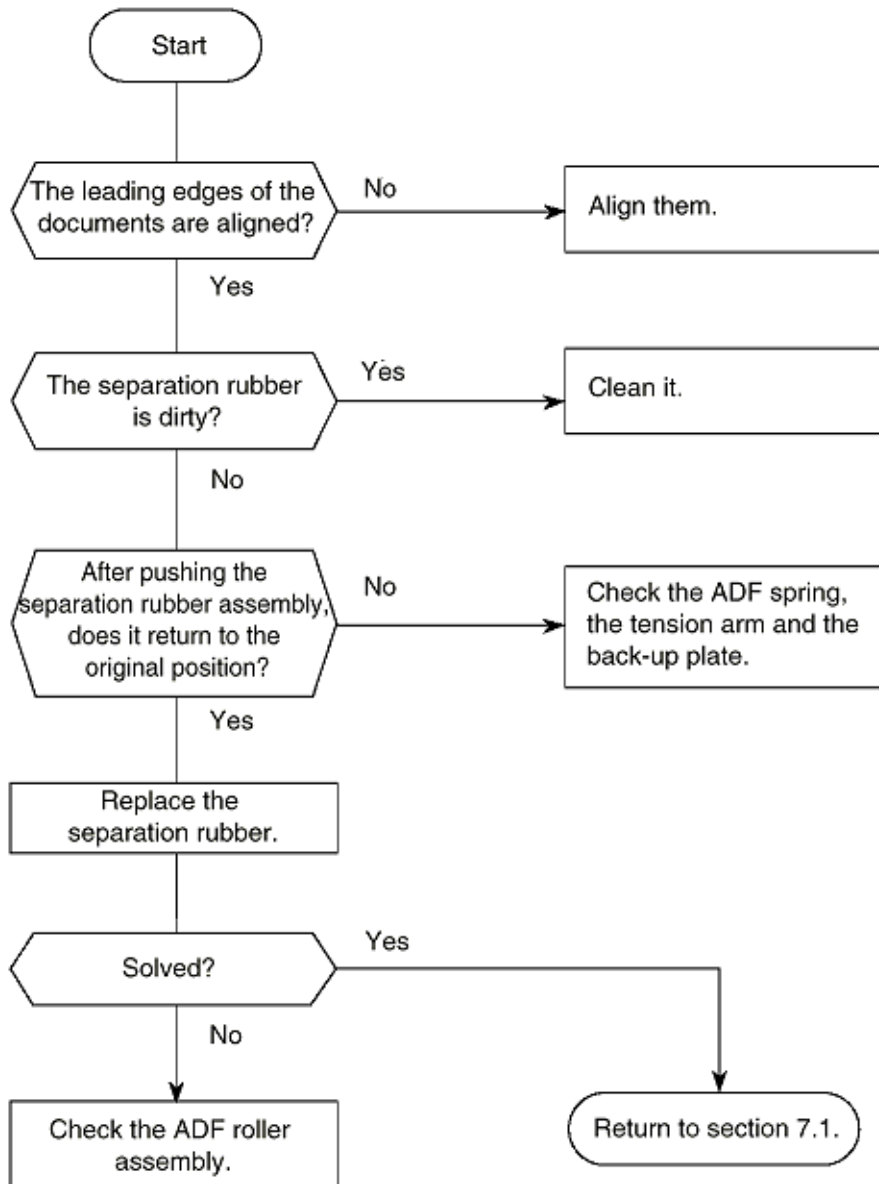 Start
The leading edges of the
documents are aligned?
No
Align them.
Yes
The separation rubber
is dirty?
Yes
Clean it.
No
After pushing the
separation rubber assembly,
does it return to the
original position?
No
Check the ADF spring,
the tension arm and the
back-up plate.
Yes
Replace the
separation rubber.
Solved?
Yes
No
Check the ADF roller
assembly.
Return to section 7.1.